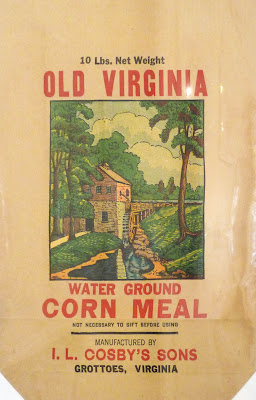 10 Lbs. Net Weight
OLD VIRGINIA
WATER GROUND
CORN MEAL
NOT NECESSARY TO SIFT BEFORE USING
MANUFACTURED BY
I. L. COSBY'S SONS
GROTTOES, VIRGINIA